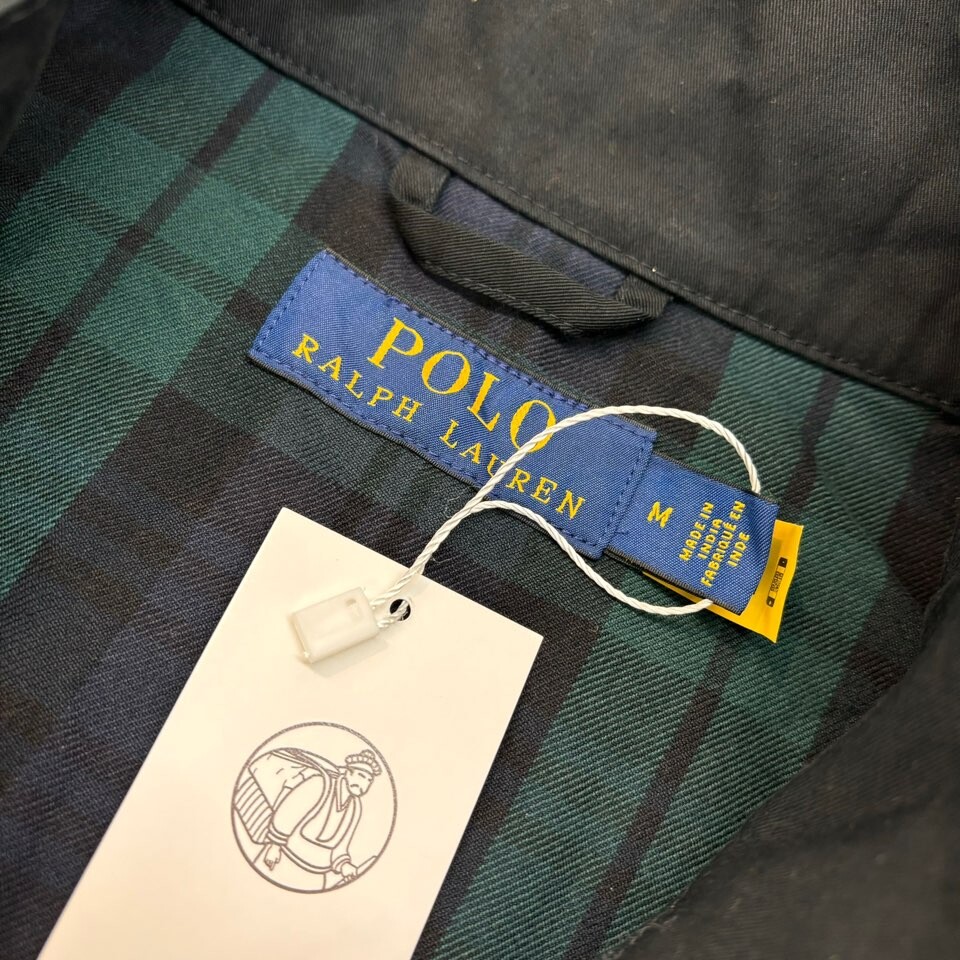 POLO
RALPH LAUREN
M
MADE IN
INDIA
FABRIQUÉ EN
INDE